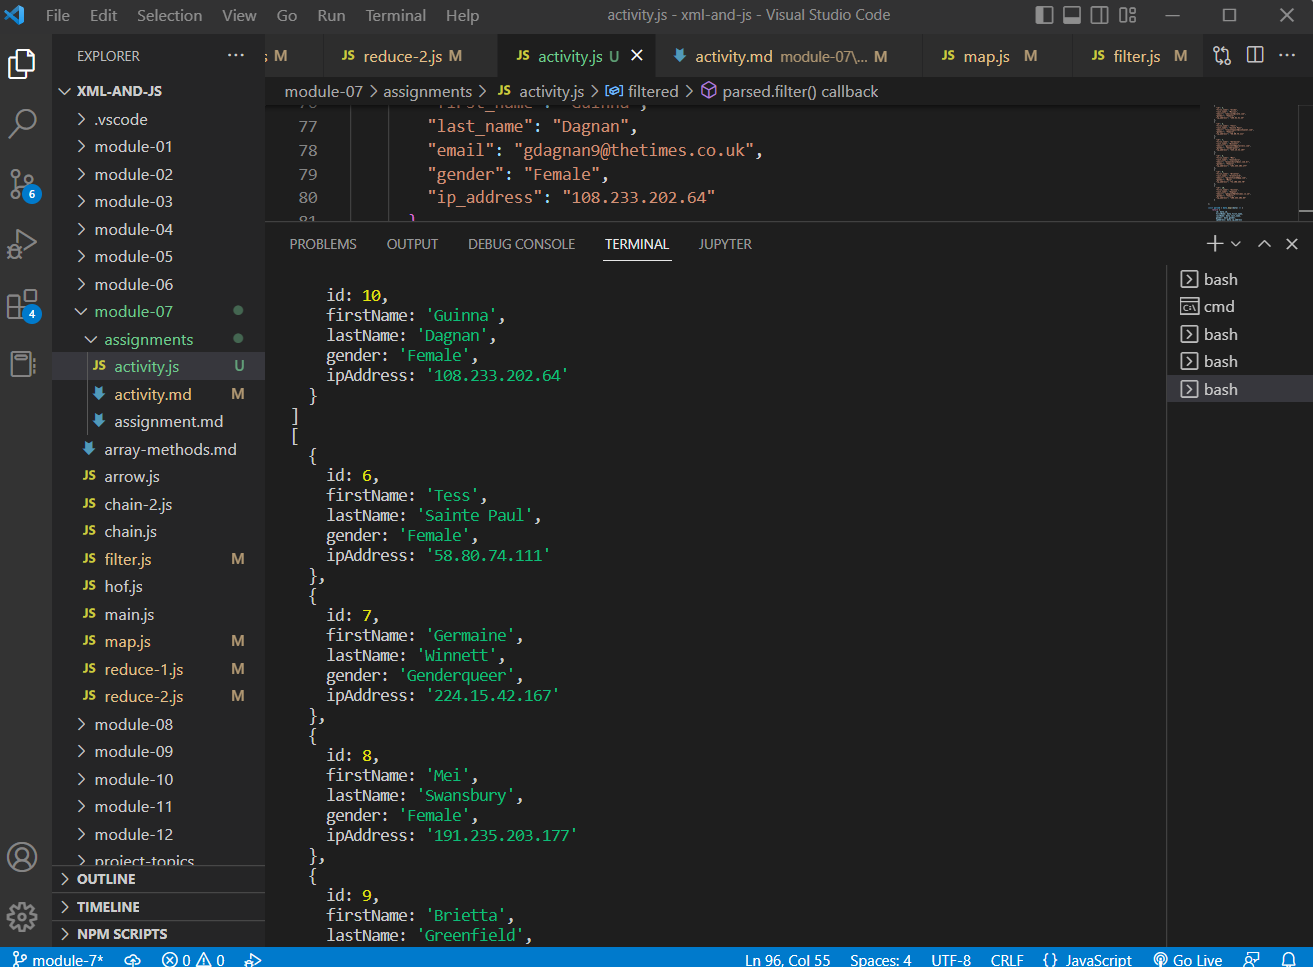 File Edit Selection View Go Run Terminal Help activity.js - xml-and-js - Visual Studio Code
EXPLORER ···
M
JS reduce-2.js M
JS activity.js U
activity.md module-07\... M
JS map.js M
JS filter.js M
module-07 > assignments > JS activity.js > filtered > parsed.filter() callback
XML-AND-JS
.vscode
module-01
module-02
module-03
module-04
module-05
module-06
module-07
assignments
JS activity.js U
activity.md M
assignment.md
array-methods.md
JS arrow.js
JS chain-2.js
JS chain.js
JS filter.js M
JS hof.js
JS main.js
JS map.js M
JS reduce-1.js M
JS reduce-2.js M
module-08
module-09
module-10
module-11
module-12
project-topics
OUTLINE
TIMELINE
NPM SCRIPTS
6
4
76 "first_name": "Guinna",
77 "last_name": "Dagnan",
78 "email": "gdagnan9@thetimes.co.uk",
79 "gender": "Female",
80 "ip_address": "108.233.202.64"
81 }
PROBLEMS OUTPUT DEBUG CONSOLE TERMINAL JUPYTER
id: 10,
firstName: 'Guinna',
lastName: 'Dagnan',
gender: 'Female',
ipAddress: '108.233.202.64'
}
]
[
{
id: 6,
firstName: 'Tess',
lastName: 'Sainte Paul',
gender: 'Female',
ipAddress: '58.80.74.111'
},
{
id: 7,
firstName: 'Germaine',
lastName: 'Winnett',
gender: 'Genderqueer',
ipAddress: '224.15.42.167'
},
{
id: 8,
firstName: 'Mei',
lastName: 'Swansbury',
gender: 'Female',
ipAddress: '191.235.203.177'
},
{
id: 9,
firstName: 'Brietta',
lastName: 'Greenfield',
bash
cmd
bash
bash
bash
module-7* 0 0 Ln 96, Col 55 Spaces: 4 UTF-8 CRLF {} JavaScript Go Live